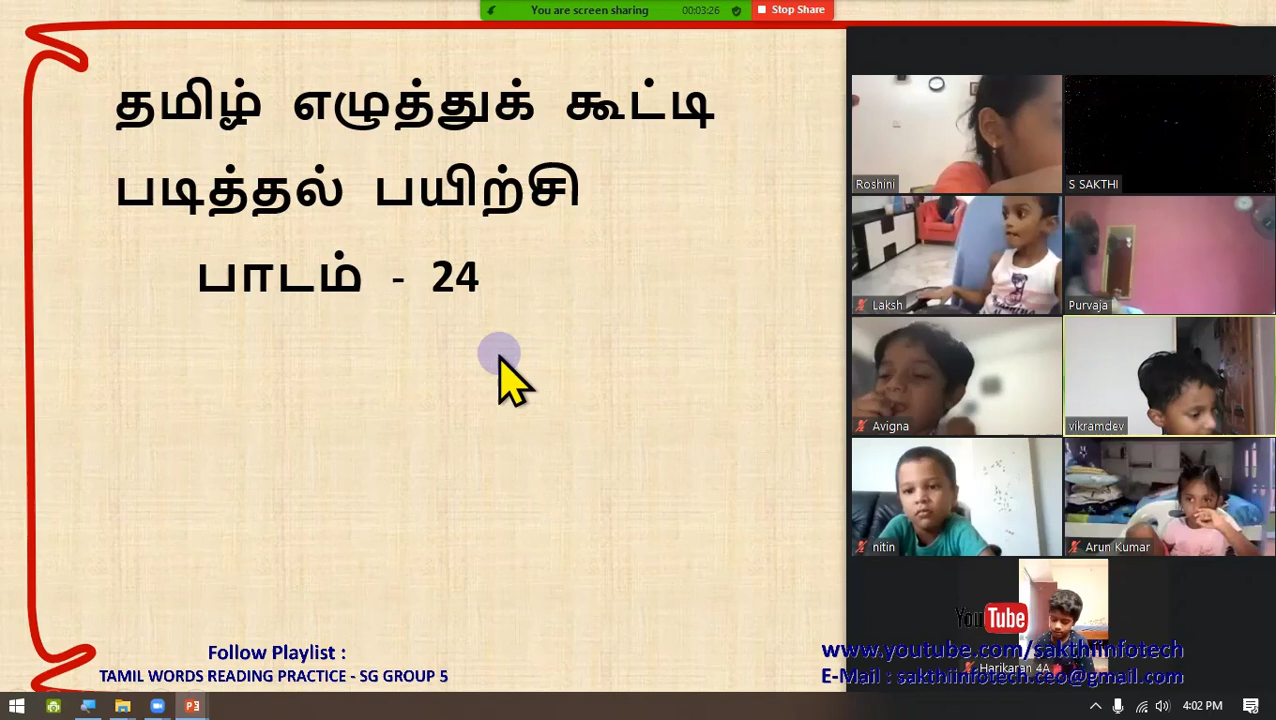 You are screen sharing 00:03:26 Stop Share
தமிழ் எழுத்துக் கூட்டி
படித்தல் பயிற்சி
பாடம் - 24
Roshini
S SAKTHI
Laksh
Purvaja
Avigna
vikramdev
nitin
Arun Kumar
YouTube
Harikaran 4A
Follow Playlist :
TAMIL WORDS READING PRACTICE - SG GROUP 5
www.youtube.com/sakthiinfotech
E-Mail : sakthiinfotech.ceo@gmail.com
4:02 PM